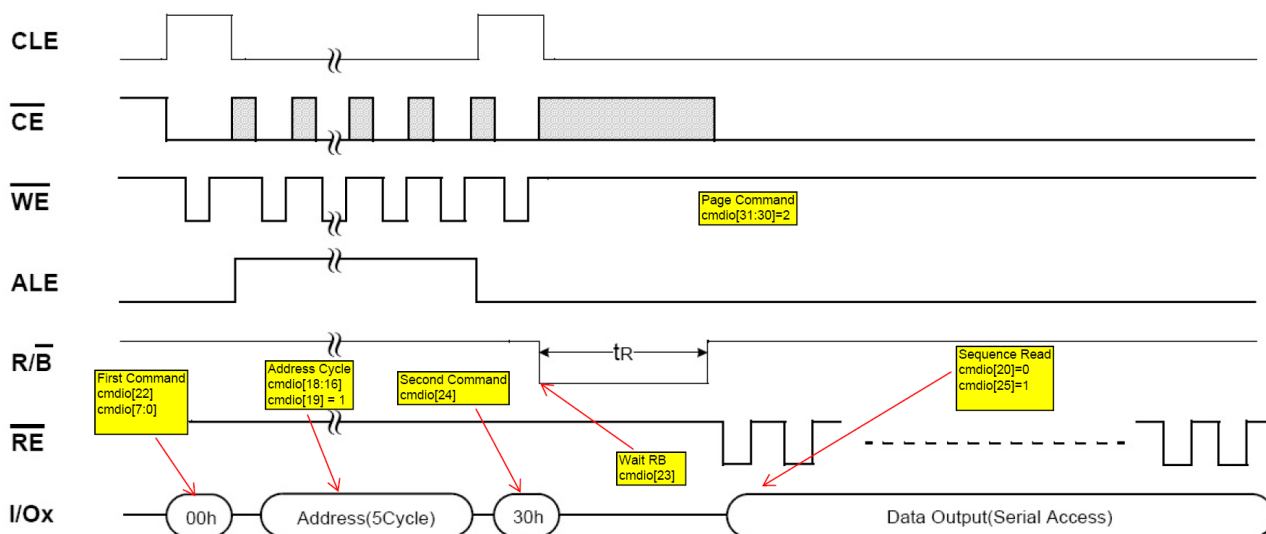 CLE
CE
WE
Page Command
cmdio[31:30]=2
ALE
R/B
tR
First Command
cmdio[22]
cmdio[7:0]
Address Cycle
cmdio[18:16]
cmdio[19] = 1
Second Command
cmdio[24]
Sequence Read
cmdio[20]=0
cmdio[25]=1
RE
Wait RB
cmdio[23]
I/Ox
00h
Address(5Cycle)
30h
Data Output(Serial Access)